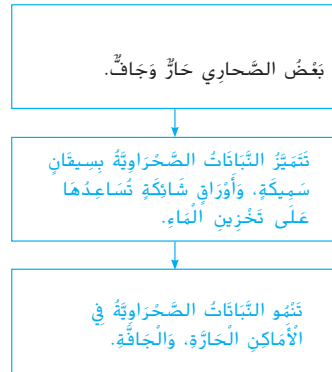 بَعْضُ الصَّحارِي حَارٌّ وَجَافٌّ.
تَتَمَيَّزُ النَّبَاتَاتُ الصَّحْرَاوِيَّةُ بِسِيقَانٍ
سَمِيكَةٍ، وَأَوْرَاقٍ شَائِكَةٍ تُسَاعِدُهَا
عَلَى تَخْزِينِ الْمَاءِ.
تَنْمُو النَّبَاتَاتُ الصَّحْرَاوِيَّةُ فِي
الْأَمَاكِنِ الْحَارَّةِ، وَالْجَافَّةِ.